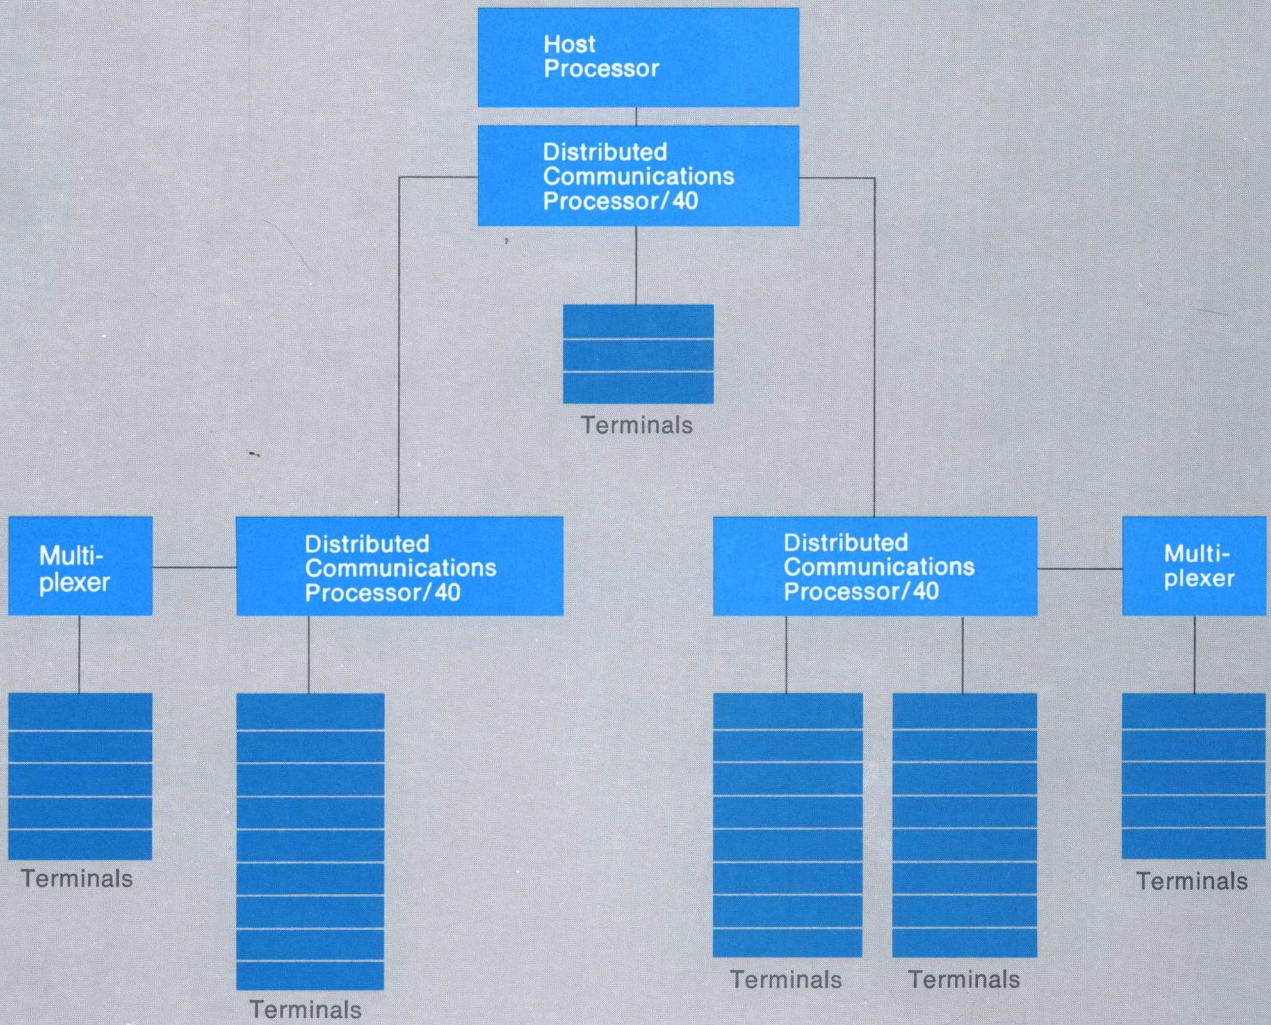 Host
Processor
Distributed
Communications
Processor/40
Terminals
Multi-
plexer
Distributed
Communications
Processor/40
Distributed
Communications
Processor/40
Multi-
plexer
Terminals
Terminals
Terminals
Terminals
Terminals